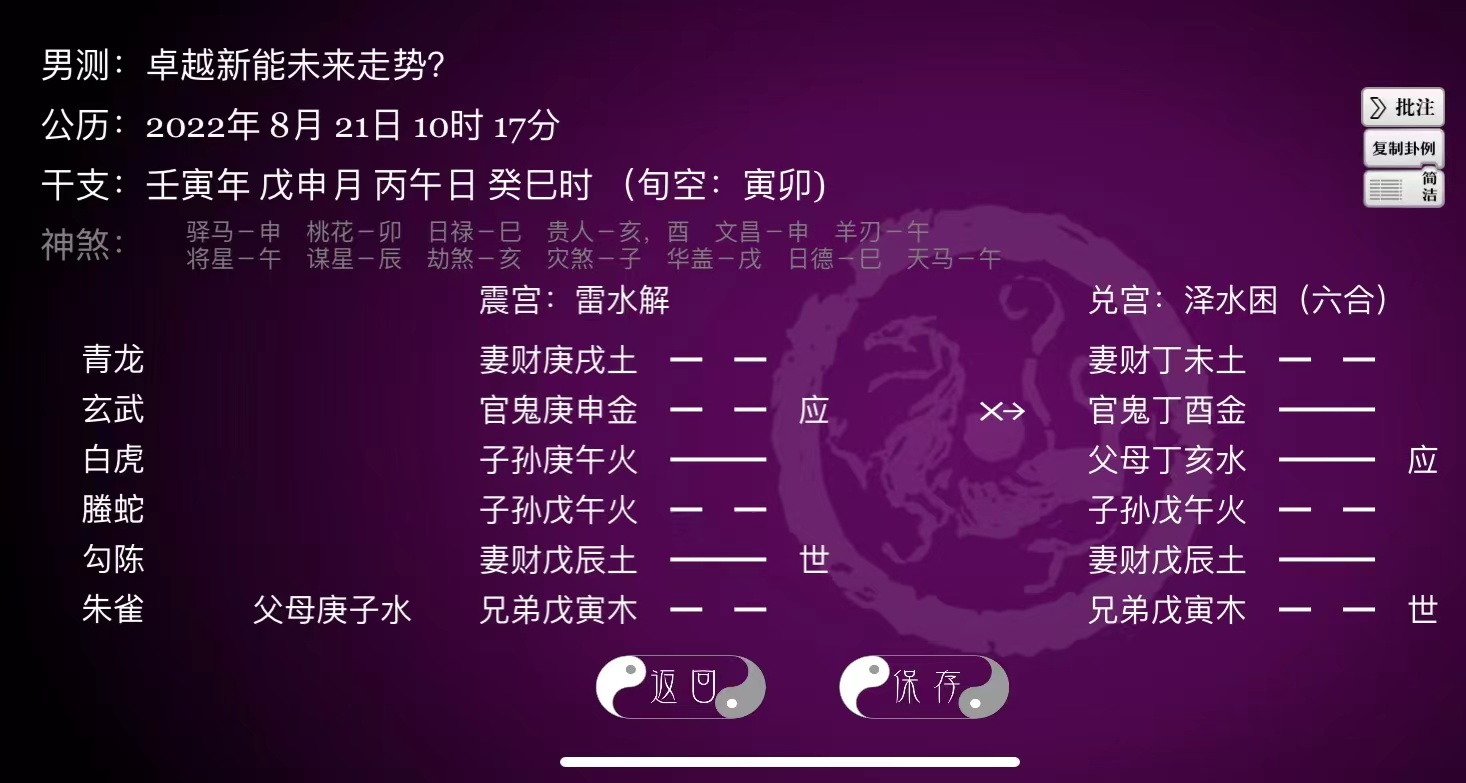 男测：卓越新能未来走势？
公历：2022年 8月 21日 10时 17分
干支：壬寅年 戊申月 丙午日 癸巳时 （旬空：寅卯）
神煞：
驿马－申 桃花－卯 日禄－巳 贵人－亥，酉 文昌－申 羊刃－午
将星－午 谋星－辰 劫煞－亥 灾煞－子 华盖－戌 日德－巳 天马－午
批注
复制卦例
简洁
震宫：雷水解 兑宫：泽水困（六合）
青龙 妻财庚戌土 妻财丁未土
玄武 官鬼庚申金 应 ×→ 官鬼丁酉金
白虎 子孙庚午火 父母丁亥水 应
螣蛇 子孙戊午火 子孙戊午火
勾陈 妻财戊辰土 世 妻财戊辰土
朱雀 父母庚子水 兄弟戊寅木 兄弟戊寅木 世
返回 保存